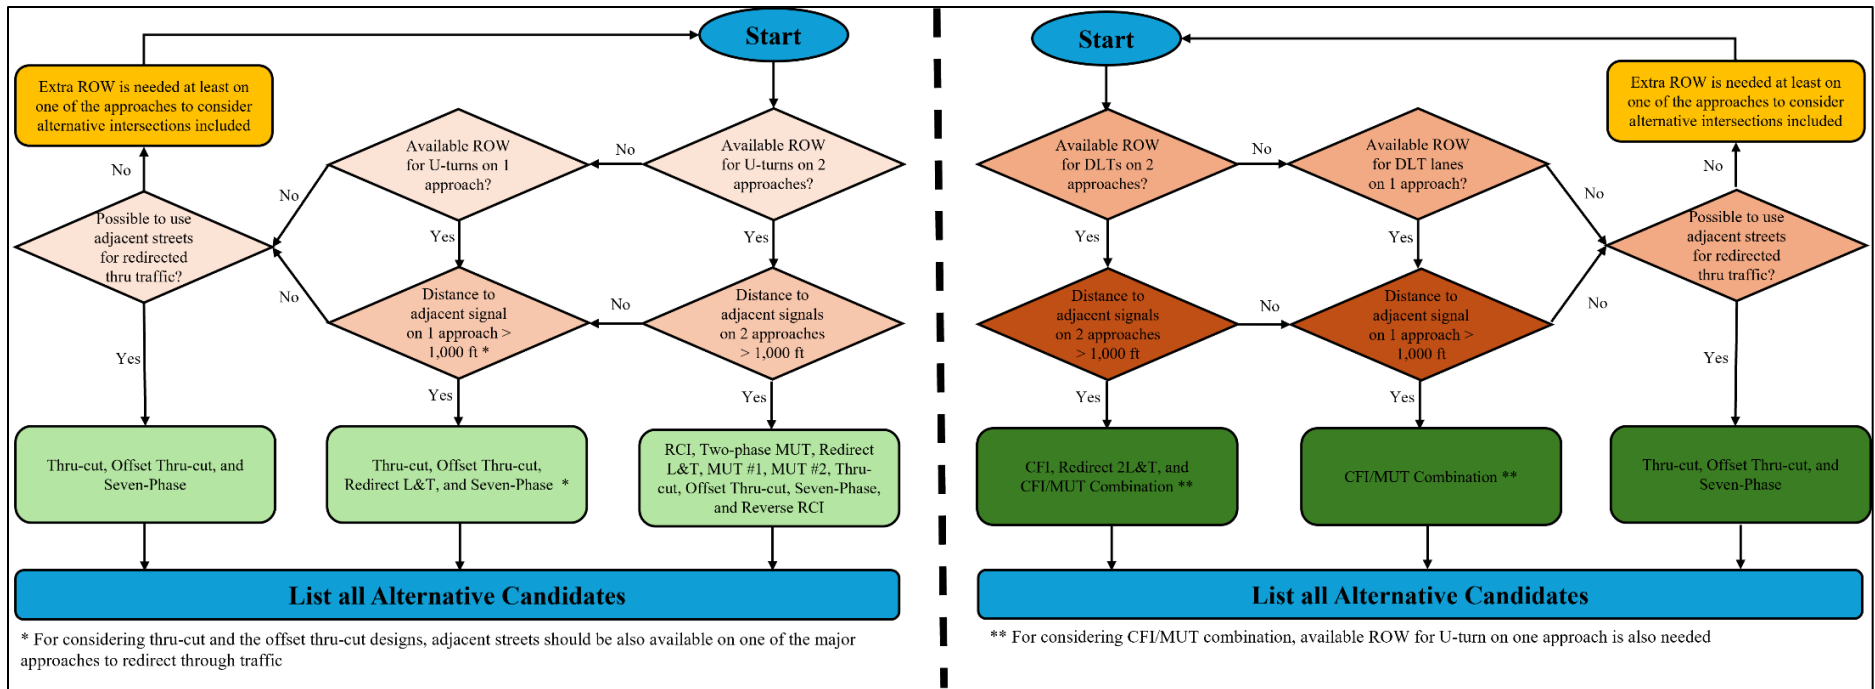 Start
Extra ROW is needed at least on
one of the approaches to consider
alternative intersections included
Available ROW
for U-turns on 1
approach?
No
Available ROW
for U-turns on 2
approaches?
No
No
Possible to use
adjacent streets
for redirected
thru traffic?
Yes
Yes
No
Distance to
adjacent signal
on 1 approach >
1,000 ft *
No
Distance to
adjacent signals
on 2 approaches
> 1,000 ft
Yes
Yes
Yes
Thru-cut, Offset Thru-cut, and
Seven-Phase
Thru-cut, Offset Thru-cut,
Redirect L&T, and Seven-Phase *
RCI, Two-phase MUT, Redirect
L&T, MUT #1, MUT #2, Thru-
cut, Offset Thru-cut, Seven-Phase,
and Reverse RCI
List all Alternative Candidates
* For considering thru-cut and the offset thru-cut designs, adjacent streets should be also available on one of the major
approaches to redirect through traffic
Start
Extra ROW is needed at least on
one of the approaches to consider
alternative intersections included
Available ROW
for DLTs on 2
approaches?
No
Available ROW
for DLT lanes
on 1 approach?
No
No
Possible to use
adjacent streets
for redirected
thru traffic?
Yes
Yes
Distance to
adjacent signals
on 2 approaches
> 1,000 ft
No
Distance to
adjacent signal
on 1 approach >
1,000 ft
No
Yes
Yes
Yes
CFI, Redirect 2L&T, and
CFI/MUT Combination **
CFI/MUT Combination **
Thru-cut, Offset Thru-cut, and
Seven-Phase
List all Alternative Candidates
** For considering CFI/MUT combination, available ROW for U-turn on one approach is also needed